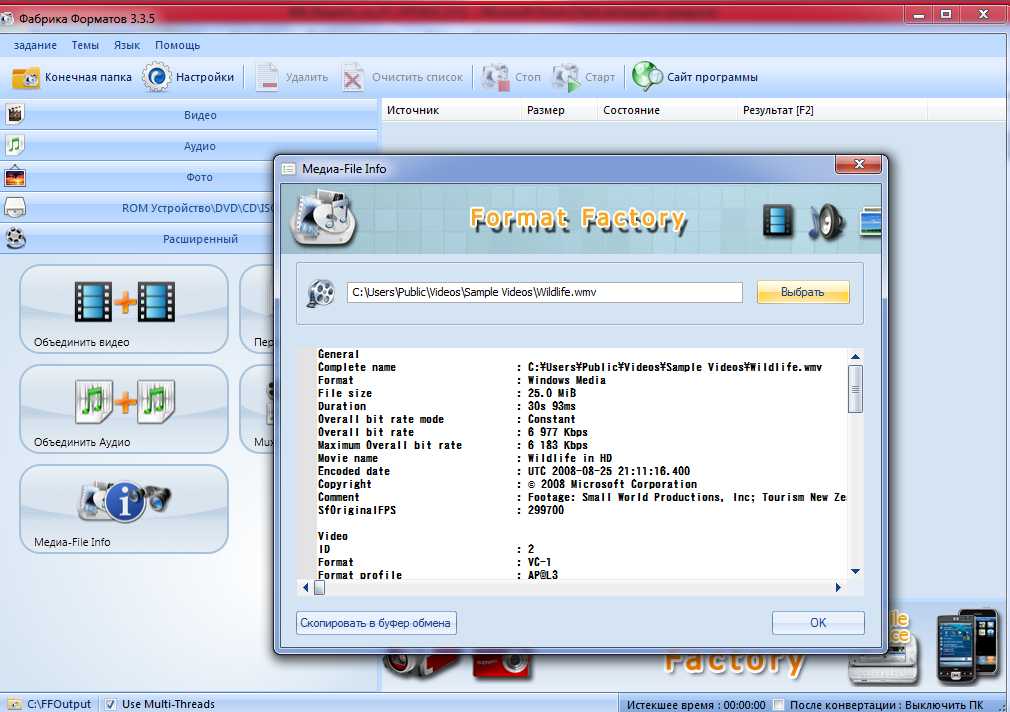 Фабрика Форматов 3.3.5
задание Темы Язык Помощь
Конечная папка Настройки Удалить Очистить список Стоп Старт Сайт программы
Видео
Аудио
Фото
ROM Устройство\DVD\CD\ISO
Расширенный
Объединить видео
Пер
Объединить Аудио
Mux
Медиа-File Info
Источник Размер Состояние Результат [F2]
Медиа-File Info
Format Factory
C:\Users\Public\Videos\Sample Videos\Wildlife.wmv
Выбрать
General
Complete name : C:¥Users¥Public¥Videos¥Sample Videos¥Wildlife.wmv
Format : Windows Media
File size : 25.0 MiB
Duration : 30s 93ms
Overall bit rate mode : Constant
Overall bit rate : 6 977 Kbps
Maximum Overall bit rate : 6 183 Kbps
Movie name : Wildlife in HD
Encoded date : UTC 2008-08-25 21:11:16.400
Copyright : © 2008 Microsoft Corporation
Comment : Footage: Small World Productions, Inc; Tourism New Ze
SfOriginalFPS : 299700
Video
ID : 2
Format : VC-1
Format profile : AP@L3
Скопировать в буфер обмена
OK
Factory
C:\FFOutput Use Multi-Threads
Истекшее время : 00:00:00 После конвертации : Выключить ПК